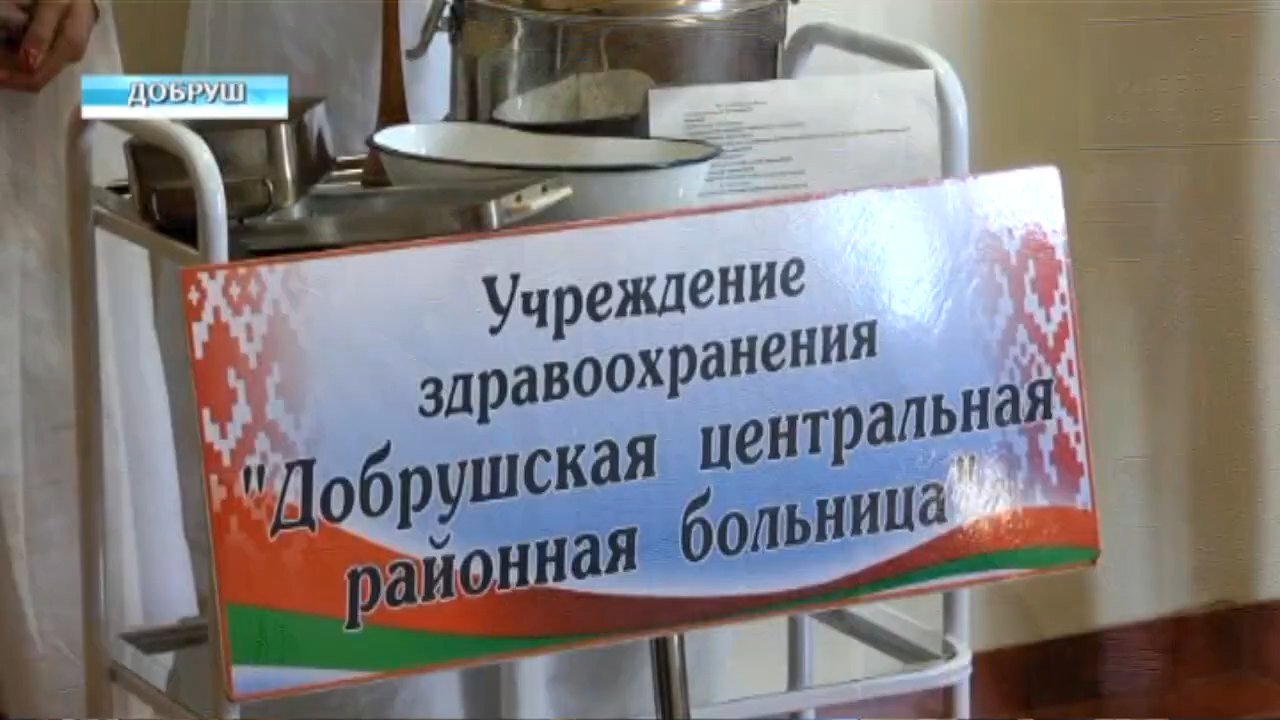 ДОБРУШ
Учреждение
здравоохранения
"Добрушская центральная
районная больница"